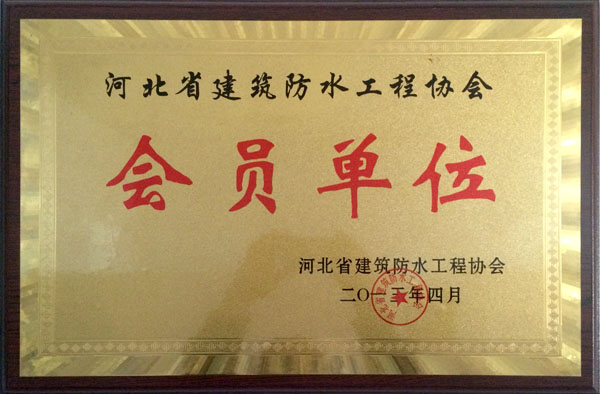 河北省建筑防水工程协会
会员单位
河北省建筑防水工程协会
二〇一三年四月